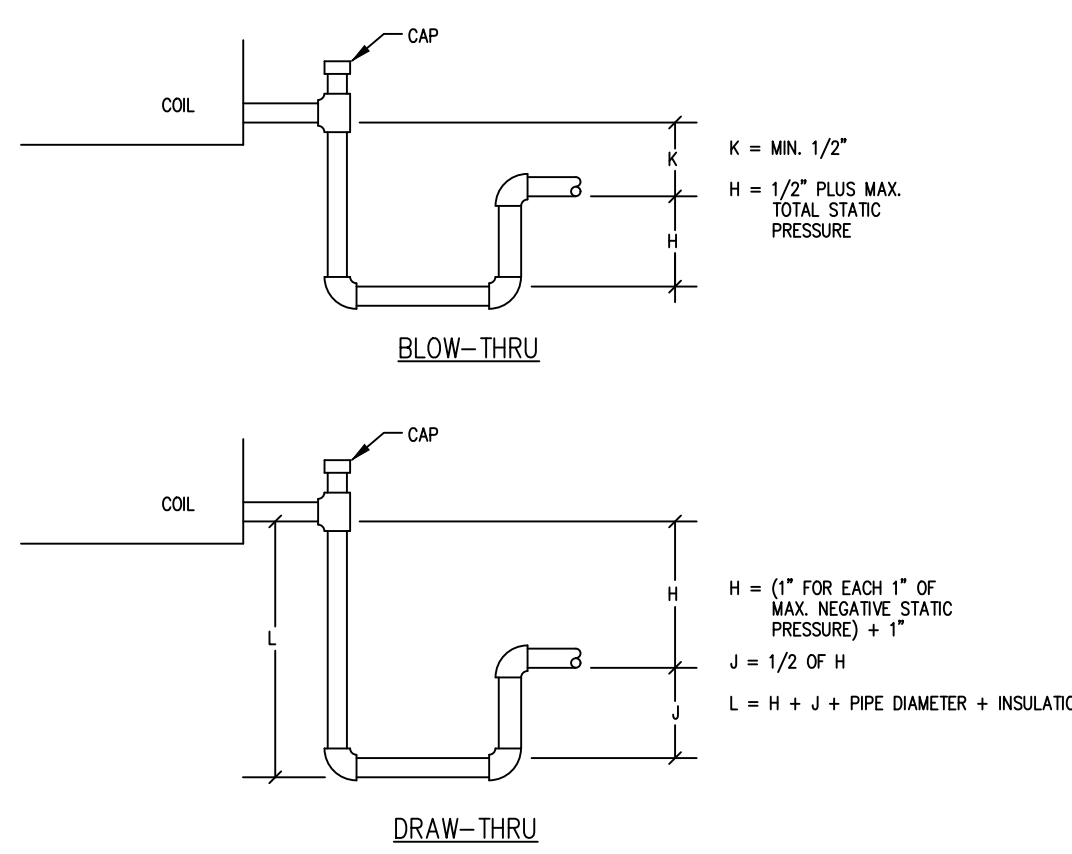 CAP
COIL
K
K = MIN. 1/2"
H = 1/2" PLUS MAX.
TOTAL STATIC
PRESSURE
H
BLOW-THRU
CAP
COIL
H
H = (1" FOR EACH 1" OF
MAX. NEGATIVE STATIC
PRESSURE) + 1"
L
J = 1/2 OF H
J
L = H + J + PIPE DIAMETER + INSULATIO
DRAW-THRU